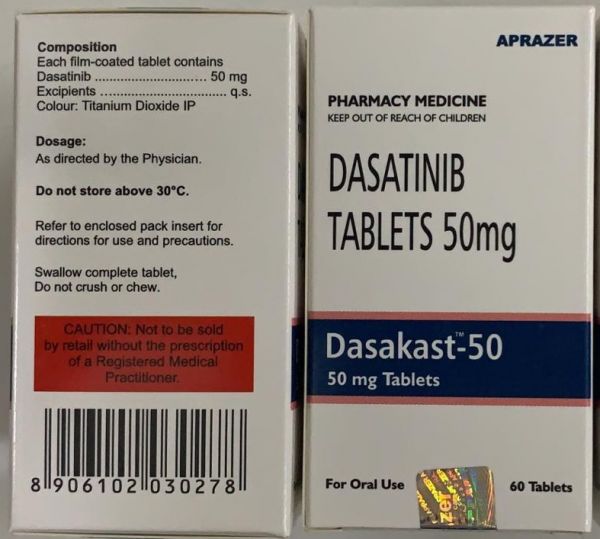 Composition
Each film-coated tablet contains
Dasatinib ............................ 50 mg
Excipients ................................ q.s.
Colour: Titanium Dioxide IP
Dosage:
As directed by the Physician.
Do not store above 30°C.
Refer to enclosed pack insert for
directions for use and precautions.
Swallow complete tablet,
Do not crush or chew.
CAUTION: Not to be sold
by retail without the prescription
of a Registered Medical
Practitioner.
8 906102 030278
APRAZER
PHARMACY MEDICINE
KEEP OUT OF REACH OF CHILDREN
DASATINIB
TABLETS 50mg
Dasakast™-50
50 mg Tablets
For Oral Use
60 Tablets